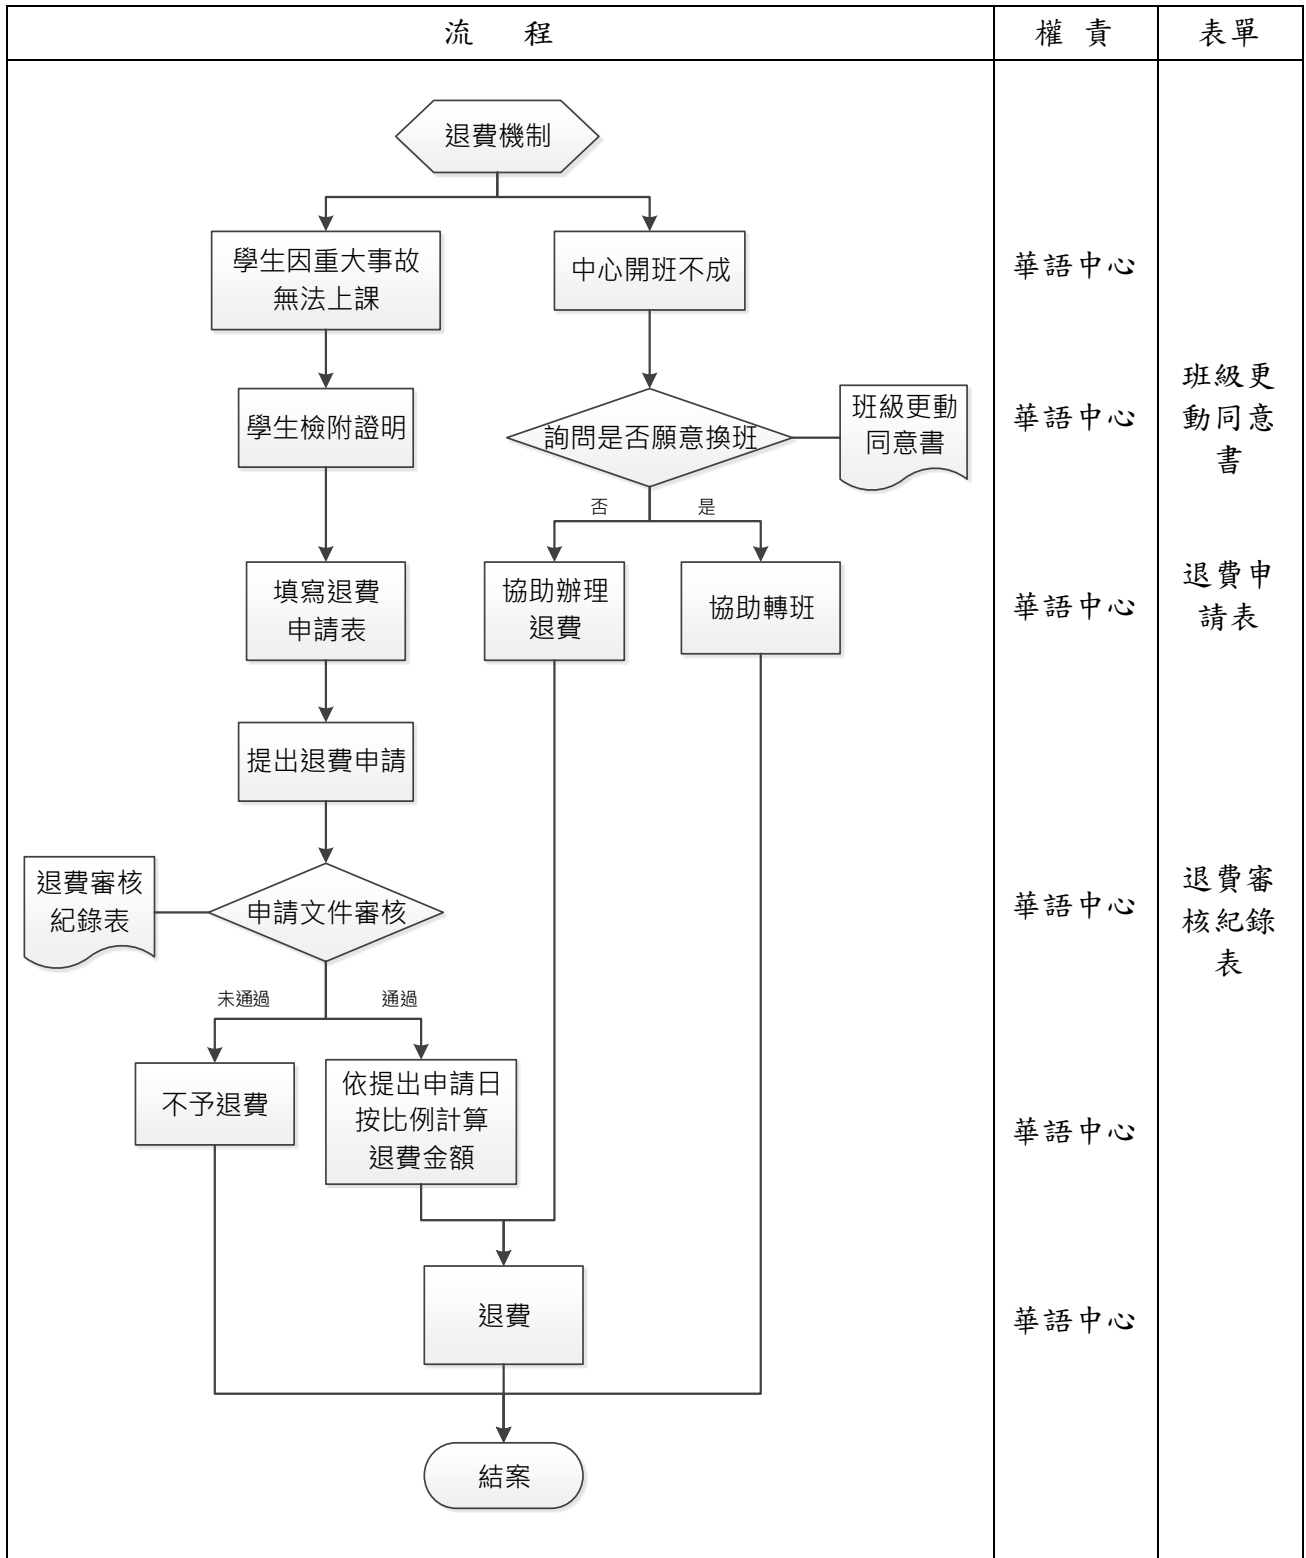 流 程
權 責
表單
退費機制
學生因重大事故
無法上課
中心開班不成
華語中心
學生檢附證明
詢問是否願意換班
班級更動
同意書
華語中心
班級更
動同意
書
否
是
填寫退費
申請表
協助辦理
退費
協助轉班
華語中心
退費申
請表
提出退費申請
退費審核
紀錄表
申請文件審核
華語中心
退費審
核紀錄
表
未通過
通過
不予退費
依提出申請日
按比例計算
退費金額
華語中心
退費
華語中心
結案